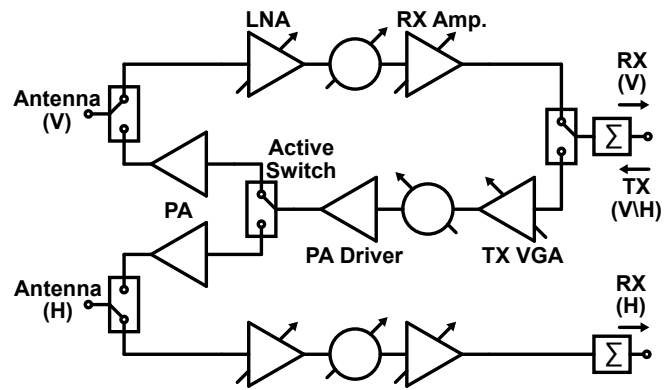 LNA
RX Amp.
RX
(V)
Antenna
(V)
Σ
Active
Switch
TX
(V\H)
PA
PA Driver
TX VGA
Antenna
(H)
RX
(H)
Σ